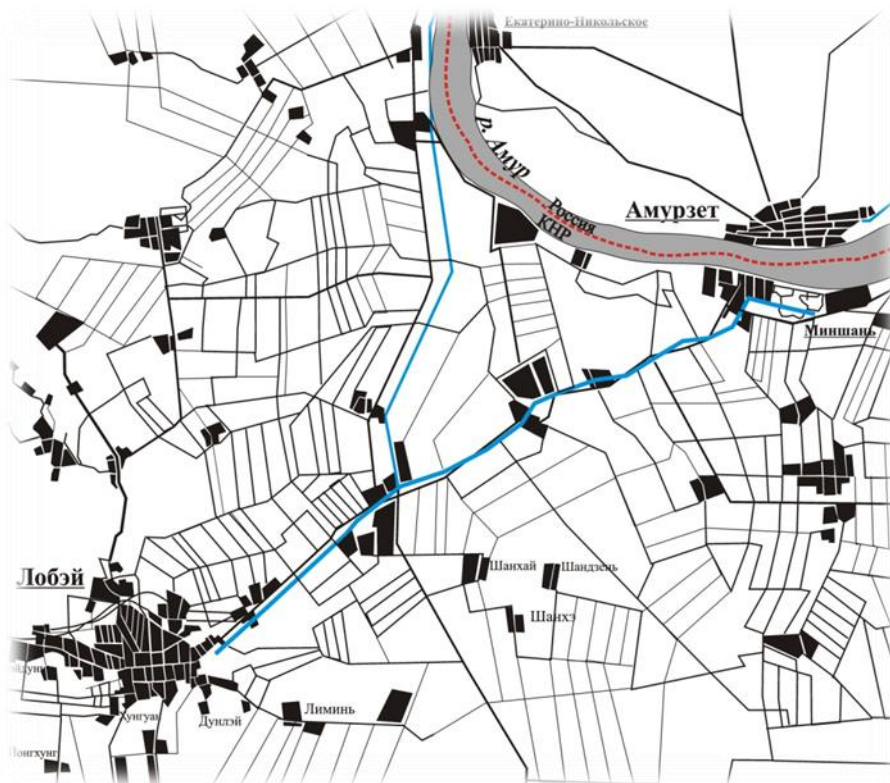 Екатерино-Никольское
р. Амур
Россия
КНР
Амурзет
Миншань
Шанхай
Шандзень
Лобэй
Шанхэ
Лиминь
Хунгуан
Дунлэй